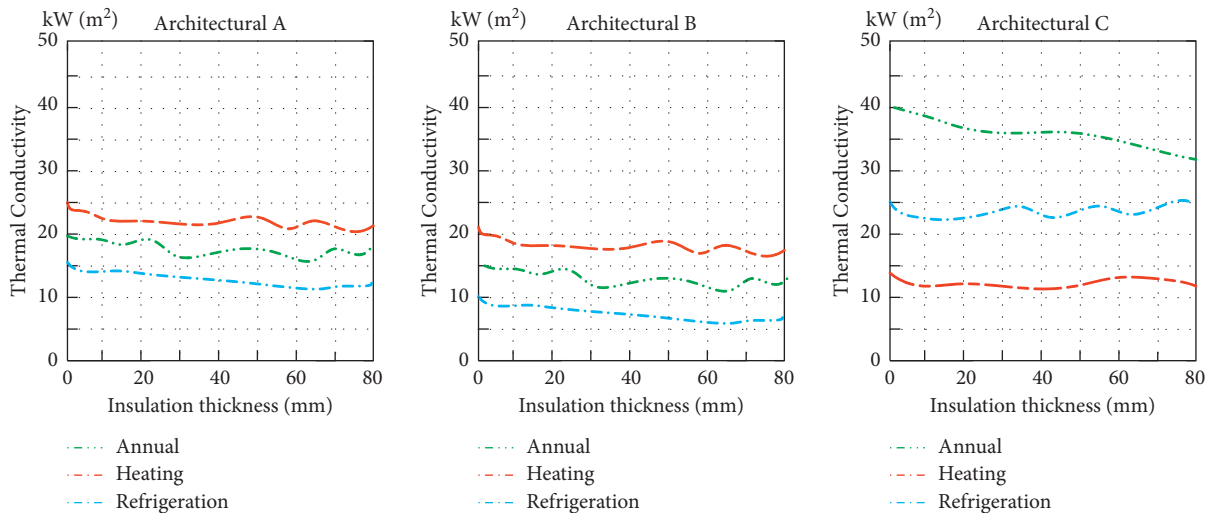 kW (m²)
Architectural A
50
40
30
20
10
0
Thermal Conductivity
0 20 40 60 80
Insulation thickness (mm)
Annual
Heating
Refrigeration
kW (m²)
Architectural B
50
40
30
20
10
0
Thermal Conductivity
0 20 40 60 80
Insulation thickness (mm)
Annual
Heating
Refrigeration
kW (m²)
Architectural C
50
40
30
20
10
0
Thermal Conductivity
0 20 40 60 80
Insulation thickness (mm)
Annual
Heating
Refrigeration